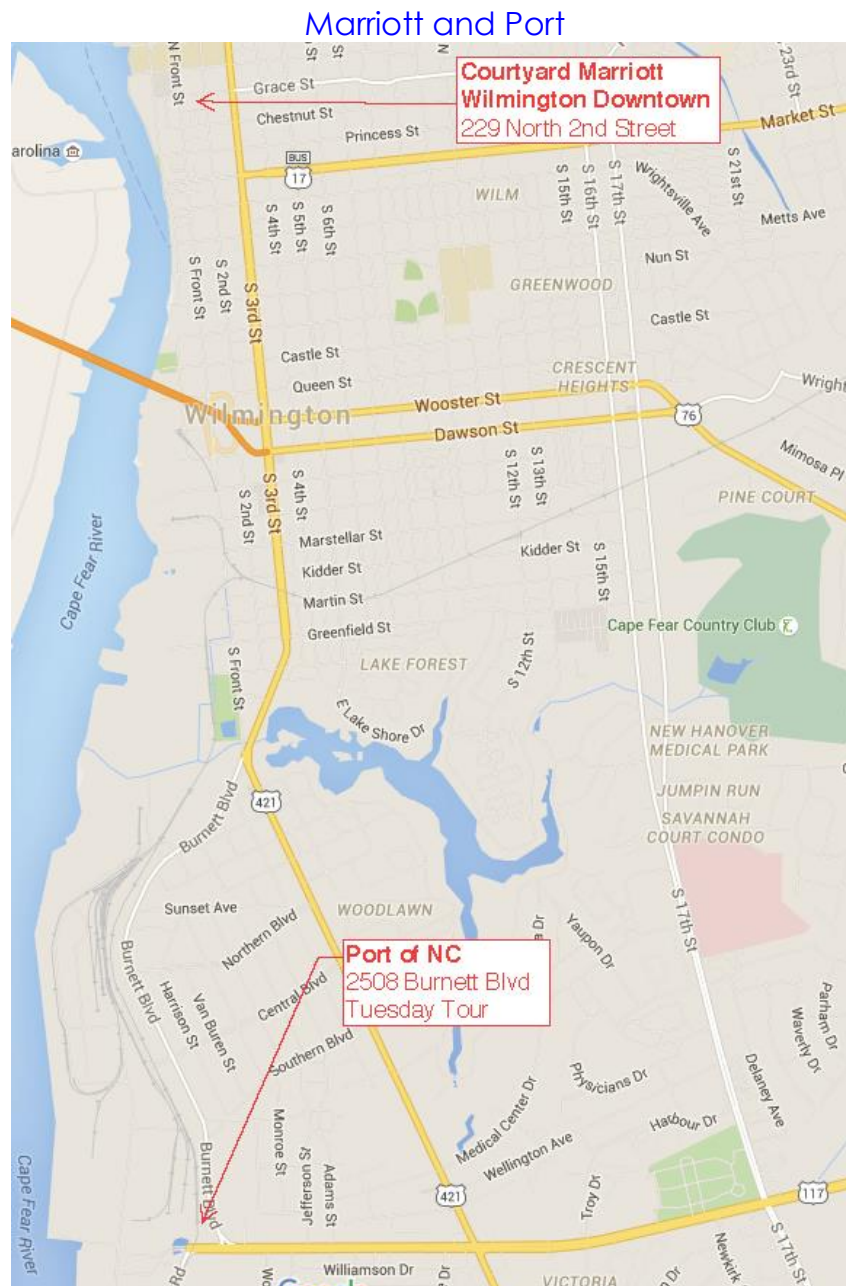 Marriott and Port
N Front St
Grace St
Chestnut St
Princess St
Courtyard Marriott
Wilmington Downtown
229 North 2nd Street
23rd St
Market St
arolina
BUS
17
S 4th St
S 5th St
S 6th St
WILM
S 15th St
S 16th St
S 17th St
Wrightsville Ave
S 21st St
Metts Ave
S Front St
S 2nd St
S 3rd St
Nun St
GREENWOOD
Castle St
Castle St
Queen St
CRESCENT
HEIGHTS
Wooster St
Wilmington
Dawson St
76
Wright
Mimosa Pl
S 3rd St
S 4th St
S 2nd St
S 12th St
S 13th St
PINE COURT
Marstellar St
Kidder St
Kidder St
S 15th St
Martin St
Greenfield St
Cape Fear River
Cape Fear Country Club
S Front St
LAKE FOREST
S 12th St
E Lake Shore Dr
NEW HANOVER
MEDICAL PARK
JUMPIN RUN
SAVANNAH
COURT CONDO
421
Burnett Blvd
Sunset Ave
WOODLAWN
S 17th St
Northern Blvd
Yaupon Dr
Burnett Blvd
Harrison St
Van Buren St
Central Blvd
Port of NC
2508 Burnett Blvd
Tuesday Tour
Southern Blvd
Parham Dr
Waverly Dr
Physicians Dr
Delaney Ave
Medical Center Dr
Harbour Dr
Monroe St
Jefferson St
Adams St
Wellington Ave
Burnett Blvd
Cape Fear River
421
Troy Dr
117
S 17th St
Newkirk
Williamson Dr
Rd
VICTORIA